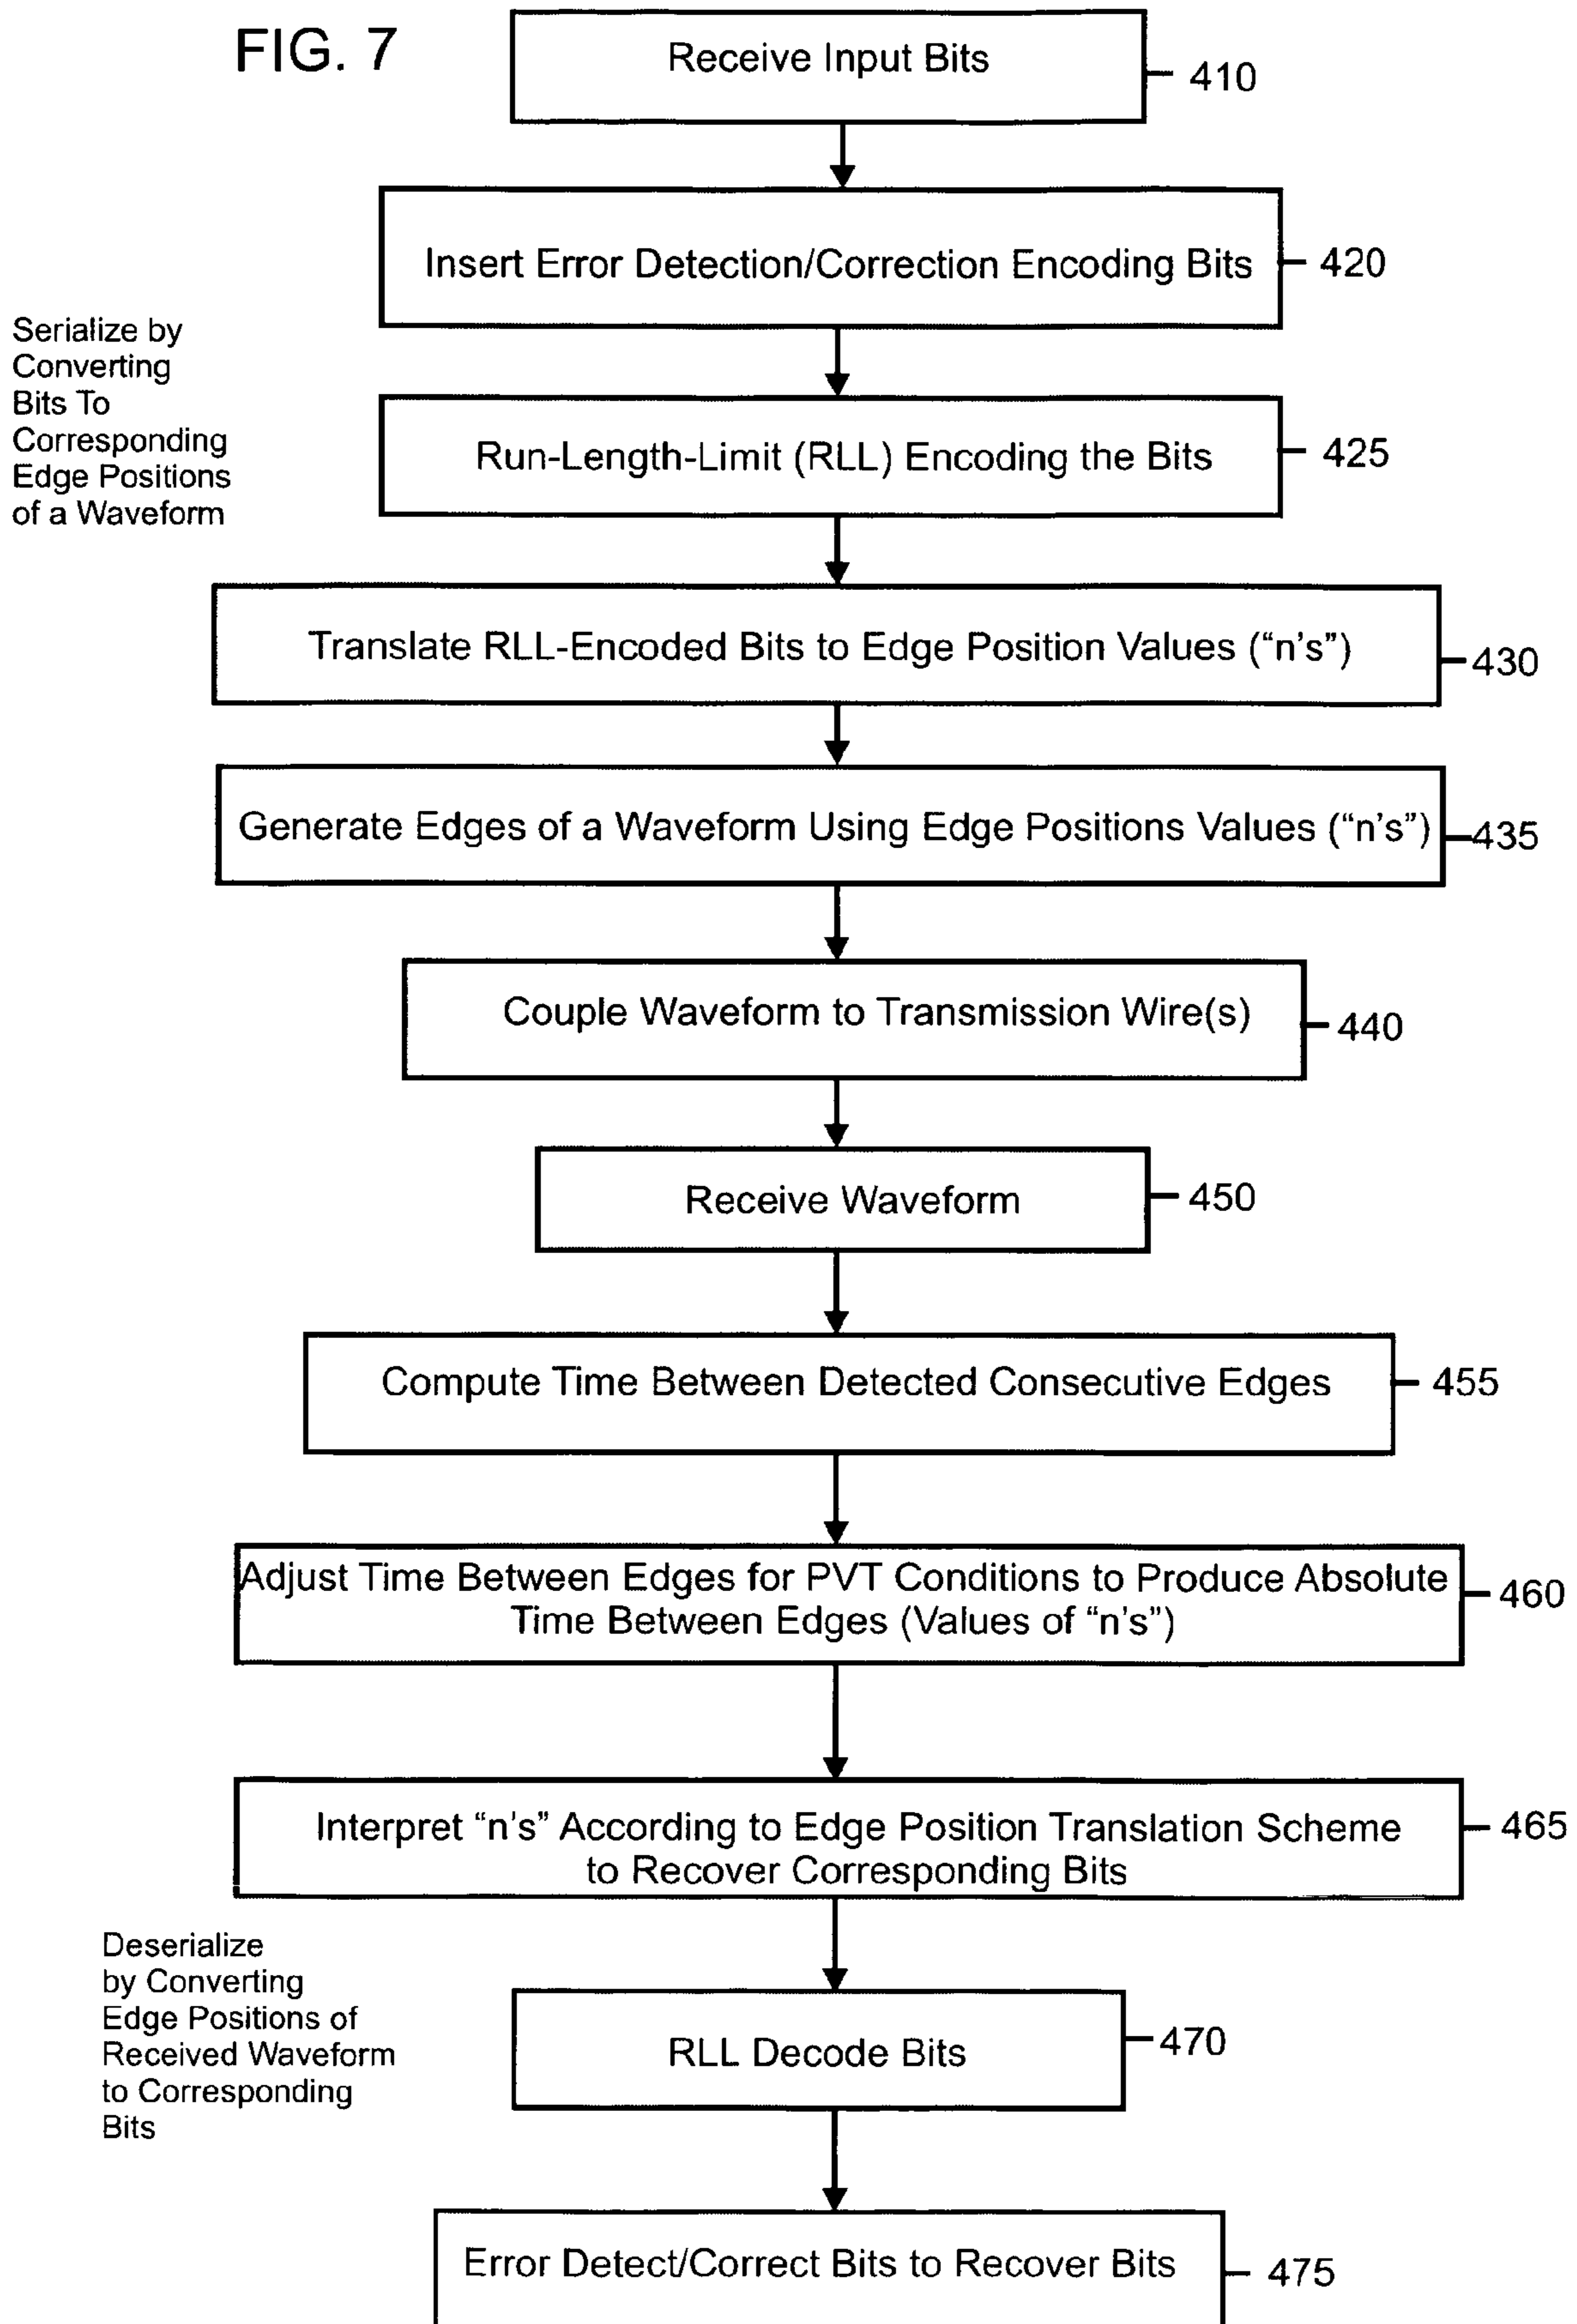 FIG. 7
Receive Input Bits
410
Insert Error Detection/Correction Encoding Bits
420
Serialize by
Converting
Bits To
Corresponding
Edge Positions
of a Waveform
Run-Length-Limit (RLL) Encoding the Bits
425
Translate RLL-Encoded Bits to Edge Position Values (“n’s”)
430
Generate Edges of a Waveform Using Edge Positions Values (“n’s”)
435
Couple Waveform to Transmission Wire(s)
440
Receive Waveform
450
Compute Time Between Detected Consecutive Edges
455
Adjust Time Between Edges for PVT Conditions to Produce Absolute
Time Between Edges (Values of “n’s”)
460
Interpret “n’s” According to Edge Position Translation Scheme
to Recover Corresponding Bits
465
Deserialize
by Converting
Edge Positions of
Received Waveform
to Corresponding
Bits
RLL Decode Bits
470
Error Detect/Correct Bits to Recover Bits
475